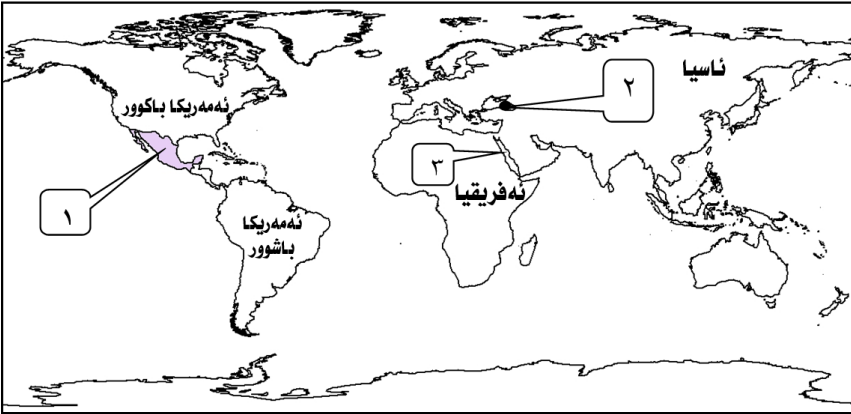 ئاسیا
٢
ئەمەریکا باکوور
٣
ئەفریقیا
١
ئەمەریکا
باشوور